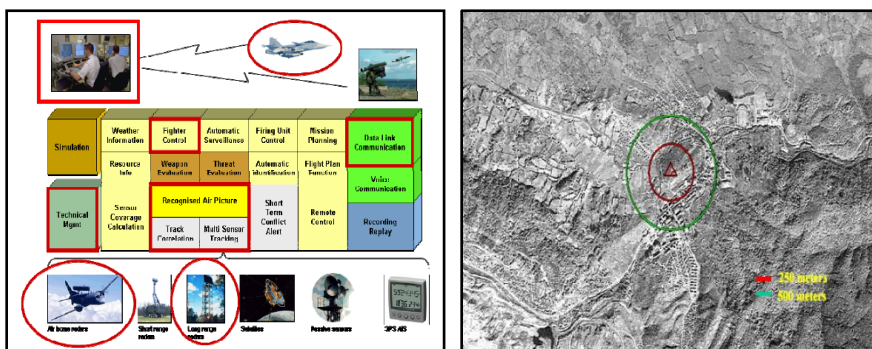 Simulation
Weather
Information
Fighter
Control
Automatic
Surveillance
Firing Unit
Control
Mission
Planning
Data Link
Communication
Resource
Info
Weapon
Evaluation
Threat
Evaluation
Automatic
identification
Flight Plan
Function
Voice
Communication
Technical
Mgmt
Sensor
Coverage
Calculation
Recognised Air Picture
Track
Correlation
Multi Sensor
Tracking
Short
Term
Conflict
Alert
Remote
Control
Recording
Replay
Air borne radars
Short range
radars
Long range
radars
Satellites
Passive sensors
GPS AIS
250 meters
500 meters